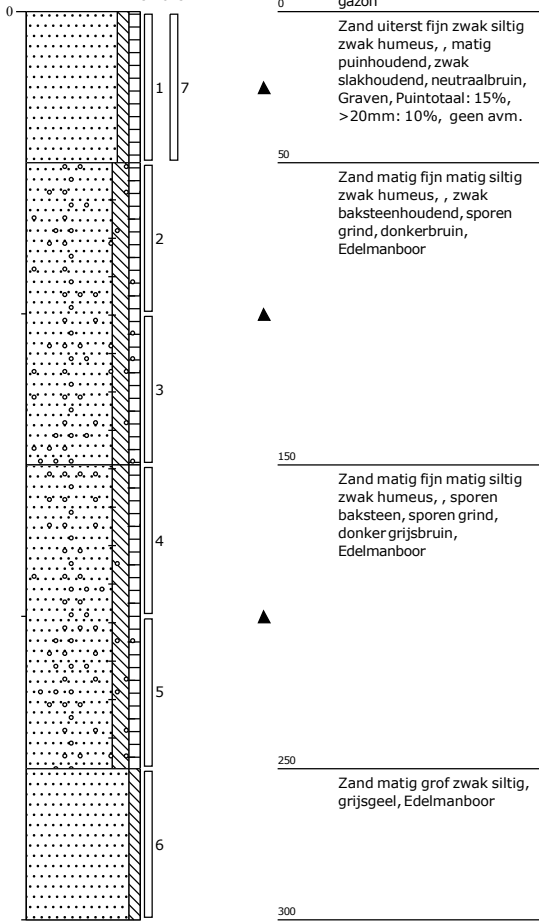 0
0
gazon
1
7
Zand uiterst fijn zwak siltig
zwak humeus, , matig
puinhoudend, zwak
slakhoudend, neutraalbruin,
Graven, Puintotaal: 15%,
>20mm: 10%, geen avm.
50
2
Zand matig fijn matig siltig
zwak humeus, , zwak
baksteenhoudend, sporen
grind, donkerbruin,
Edelmanboor
3
150
4
Zand matig fijn matig siltig
zwak humeus, , sporen
baksteen, sporen grind,
donker grijsbruin,
Edelmanboor
5
250
6
Zand matig grof zwak siltig,
grijsgeel, Edelmanboor
300